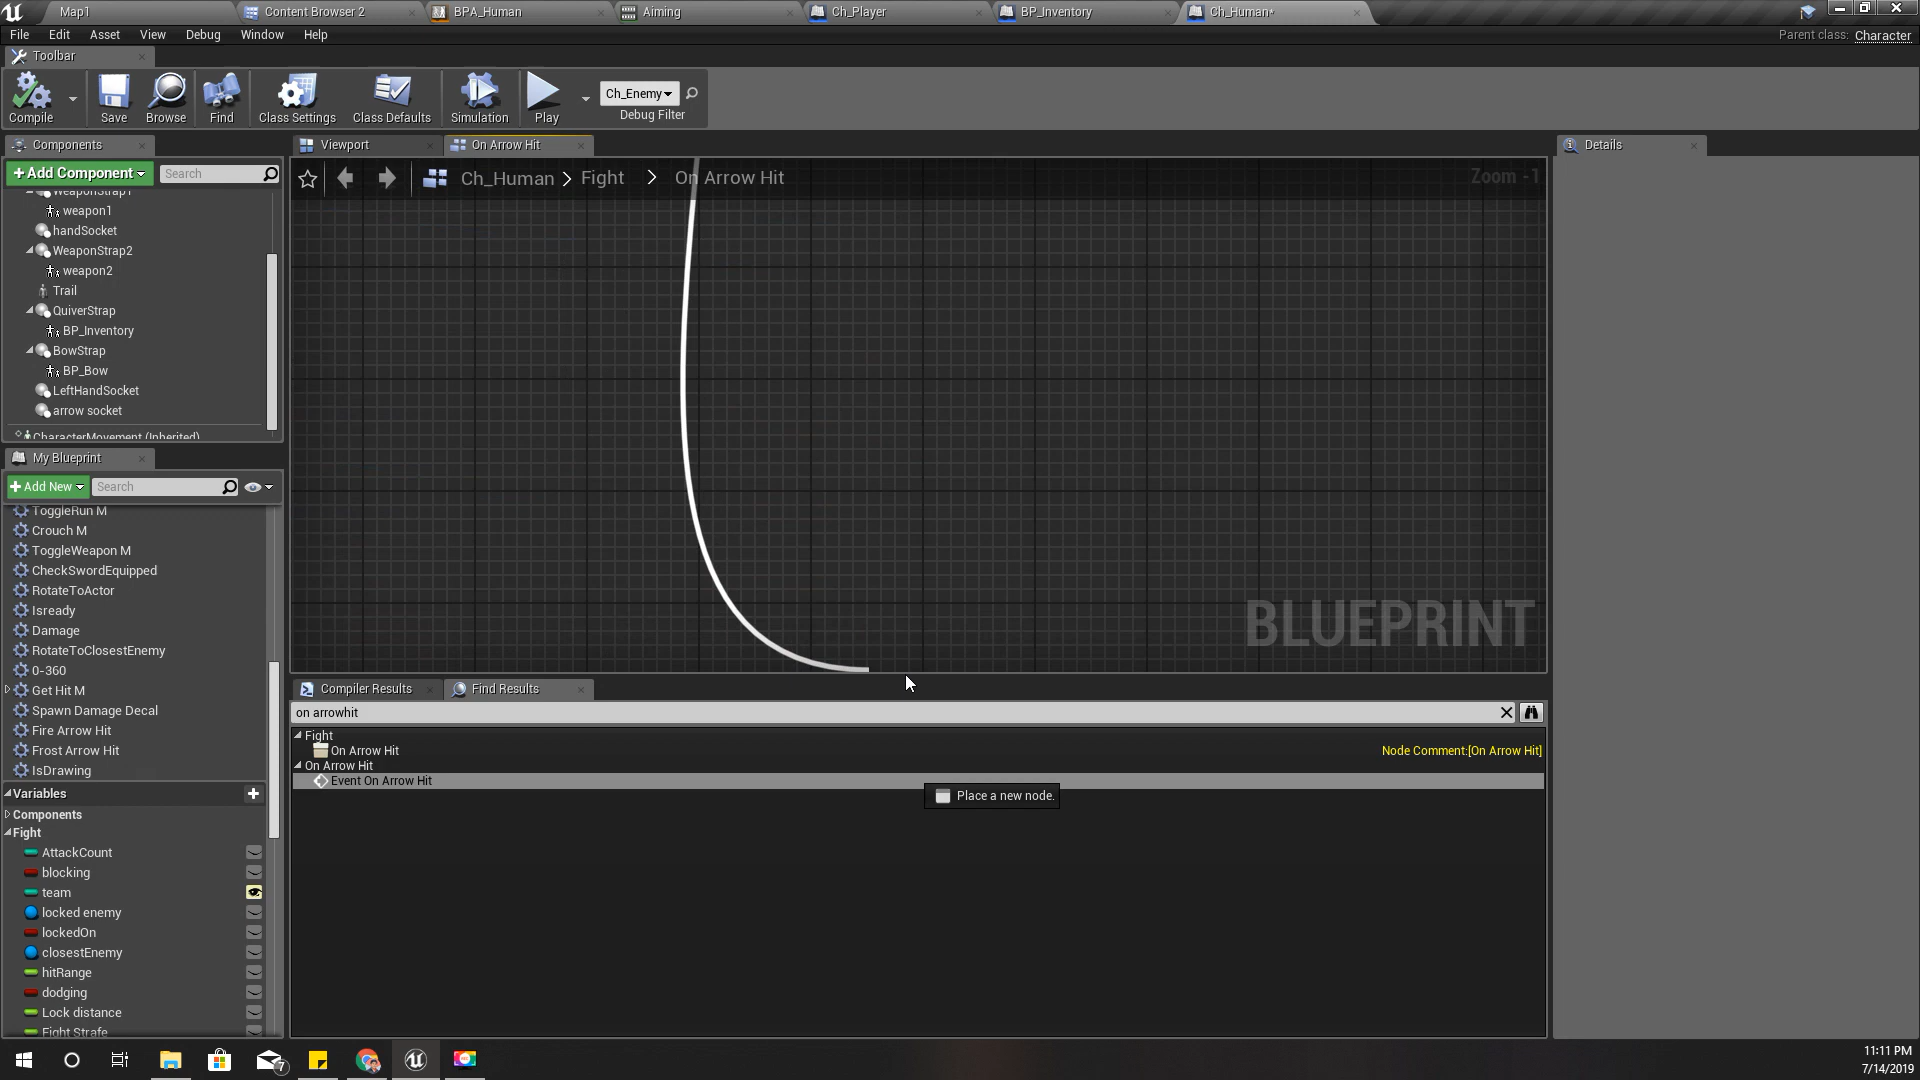 Map1
Content Browser 2
BPA_Human
Aiming
Ch_Player
BP_Inventory
Ch_Human*
File Edit Asset View Debug Window Help
Parent class: Character
Toolbar
Compile
Save
Browse
Find
Class Settings
Class Defaults
Simulation
Play
Ch_Enemy
Debug Filter
Components
+Add Component
Search
WeaponStrap1
weapon1
handSocket
WeaponStrap2
weapon2
Trail
QuiverStrap
BP_Inventory
BowStrap
BP_Bow
LeftHandSocket
arrow socket
CharacterMovement (Inherited)
My Blueprint
+Add New
Search
ToggleRun M
Crouch M
ToggleWeapon M
CheckSwordEquipped
RotateToActor
Isready
Damage
RotateToClosestEnemy
0-360
Get Hit M
Spawn Damage Decal
Fire Arrow Hit
Frost Arrow Hit
IsDrawing
Variables
Components
Fight
AttackCount
blocking
team
locked enemy
lockedOn
closestEnemy
hitRange
dodging
Lock distance
Fight Strafe
Viewport
On Arrow Hit
Ch_Human > Fight > On Arrow Hit
Zoom -1
BLUEPRINT
Compiler Results
Find Results
on arrowhit
Fight
On Arrow Hit
Node Comment:[On Arrow Hit]
On Arrow Hit
Event On Arrow Hit
Place a new node.
Details
7
11:11 PM
7/14/2019